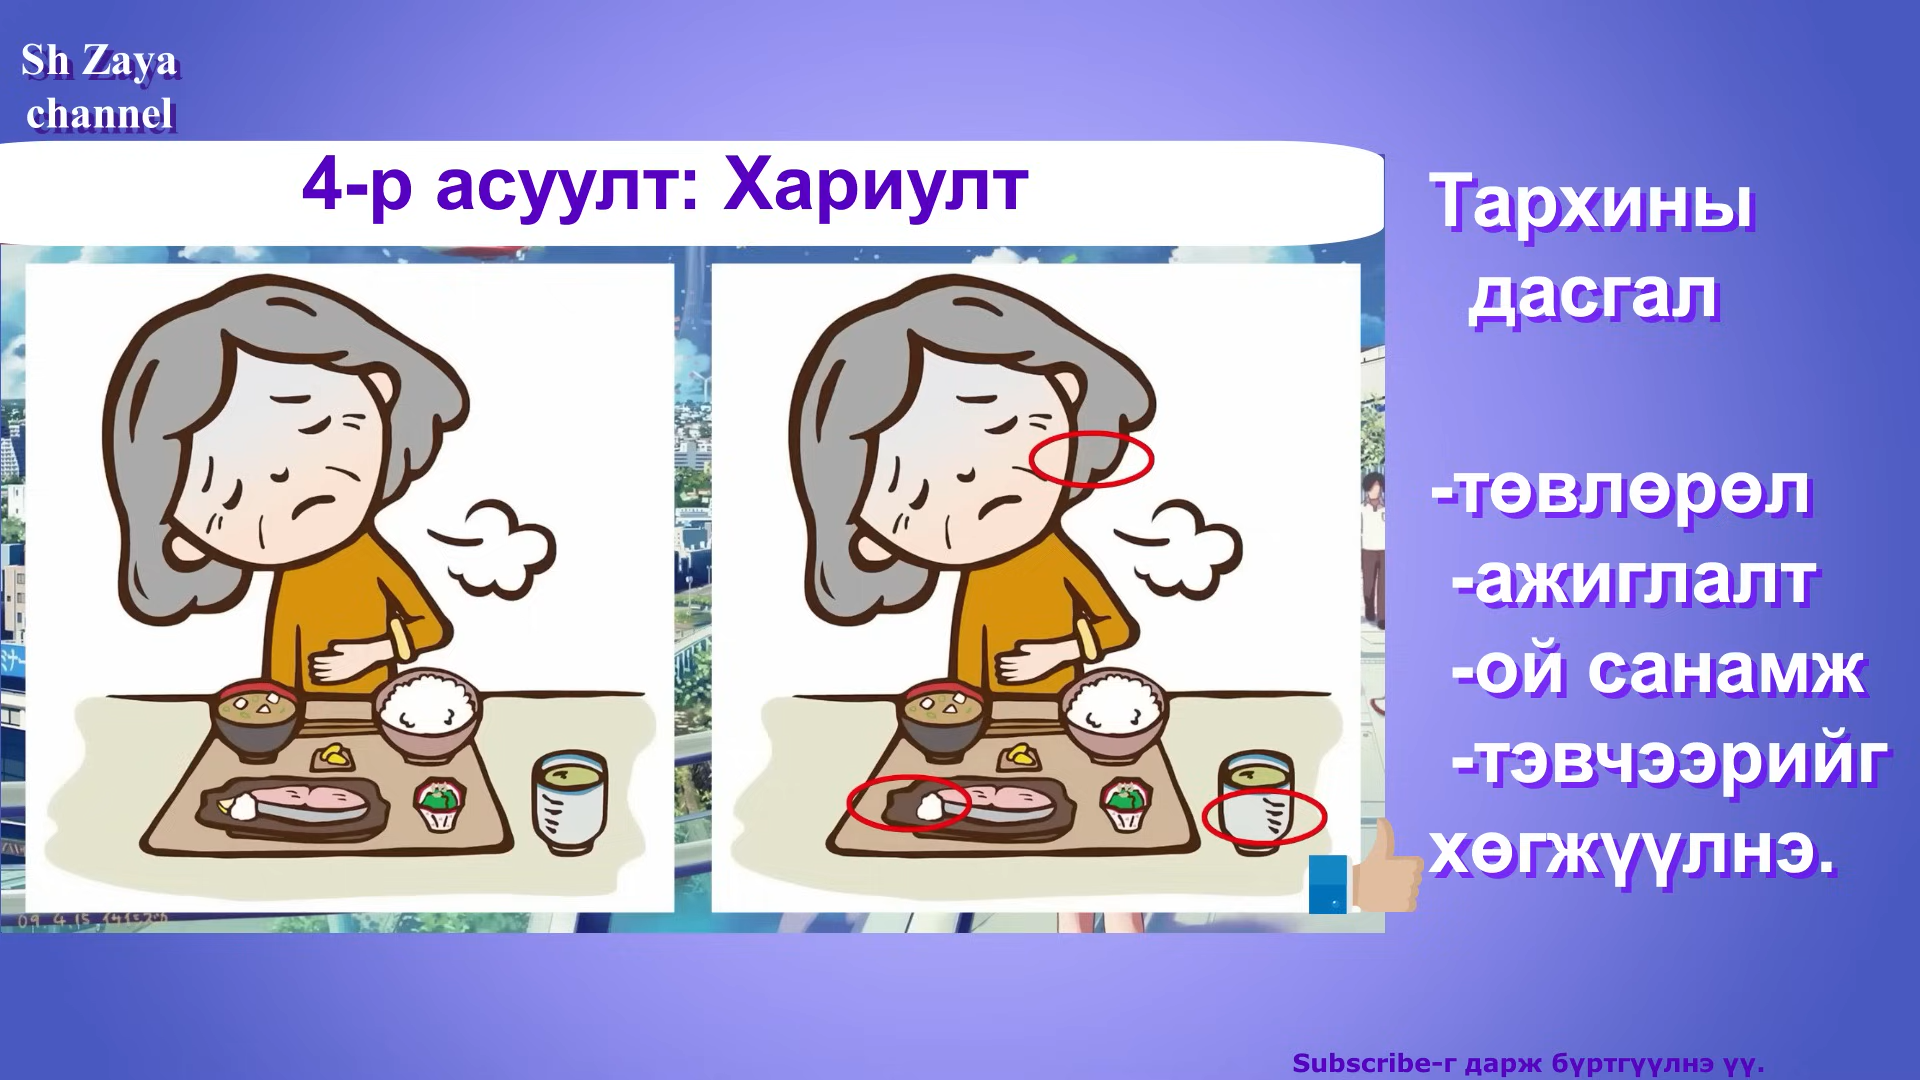 Sh Zaya
channel
4-р асуулт: Хариулт
Тархины
дасгал
-төвлөрөл
-ажиглалт
-ой санамж
-тэвчээрийг
хөгжүүлнэ.
Subscribe-г дарж бүртгүүлнэ үү.